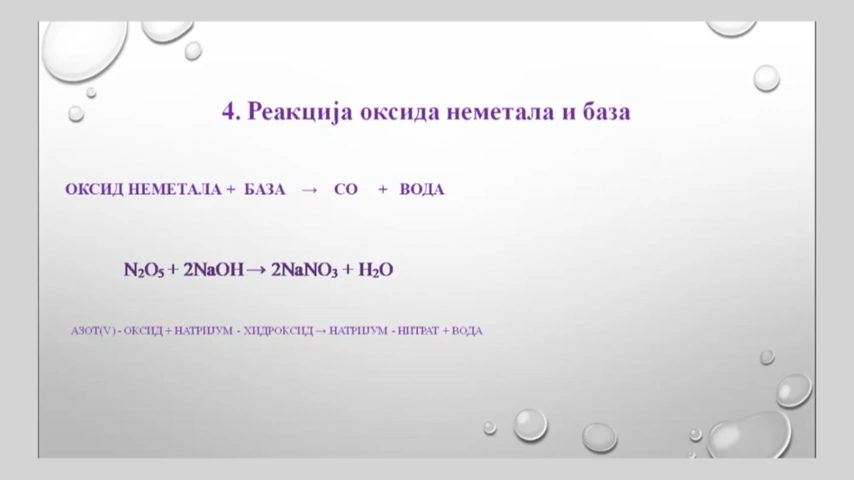 4. Реакција оксида неметала и база
ОКСИД НЕМЕТАЛА + БАЗА → СО + ВОДА
N₂O₅ + 2NaOH → 2NaNO₃ + H₂O
АЗОТ(V) - ОКСИД + НАТРИЈУМ - ХИДРОКСИД → НАТРИЈУМ - НИТРАТ + ВОДА